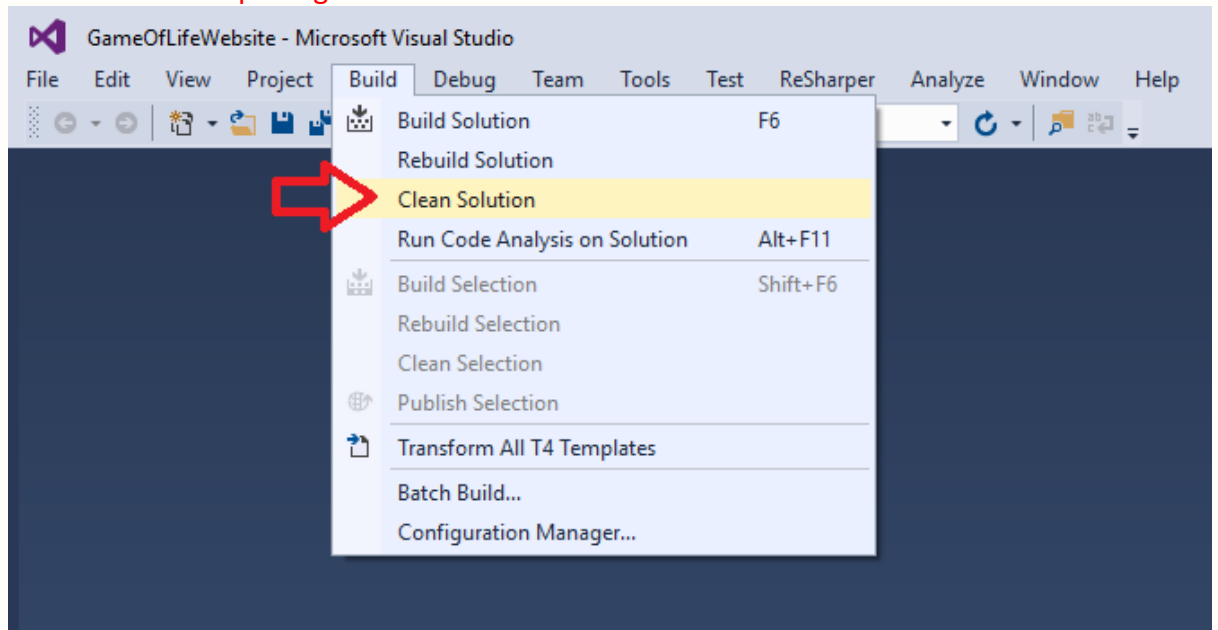 GameOfLifeWebsite - Microsoft Visual Studio
File Edit View Project Build Debug Team Tools Test ReSharper Analyze Window Help
Build Solution F6
Rebuild Solution
Clean Solution
Run Code Analysis on Solution Alt+F11
Build Selection Shift+F6
Rebuild Selection
Clean Selection
Publish Selection
Transform All T4 Templates
Batch Build...
Configuration Manager...